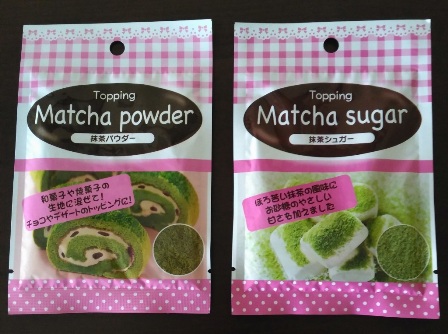 Topping
Matcha powder
抹茶パウダー
和菓子や焼菓子の
生地に混ぜて!
チョコやデザートのトッピングに!
Topping
Matcha sugar
抹茶シュガー
ほろ苦い抹茶の風味に
お砂糖のやさしい
甘さも加えました